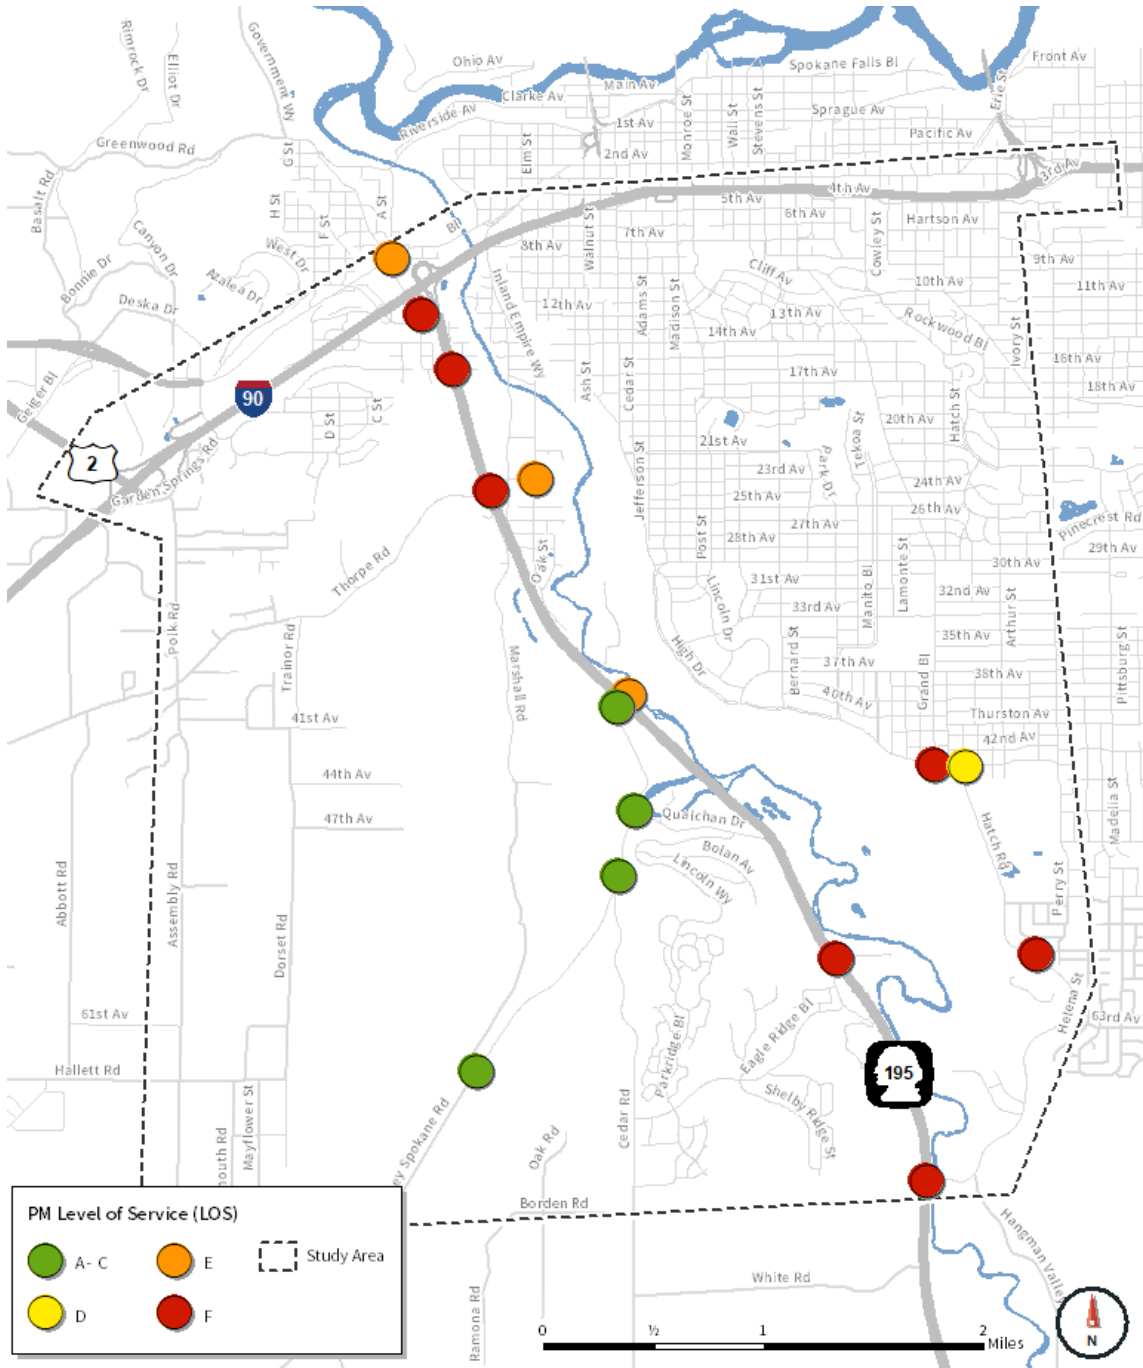 Rimrock Dr
Elliot Dr
Government Wy
Ohio Av
Spokane Falls Bl
Front Av
Main Av
Clarke Av
Erie St
Riverside Av
Sprague Av
1st Av
Monroe St
Wall St
Stevens St
Pacific Av
Greenwood Rd
G St
Elm St
2nd Av
3rd Av
Basalt Rd
4th Av
5th Av
H St
F St
A St
Bl
6th Av
Hartson Av
Walnut St
7th Av
8th Av
Cowley St
Canyon Dr
West Dr
9th Av
Bonnie Dr
Azalea Dr
Inland Empire Wy
Cliff Av
10th Av
11th Av
Deska Dr
12th Av
Adams St
Madison St
13th Av
Rockwood Bl
14th Av
Ivory St
16th Av
Geiger Bl
Ash St
Cedar St
17th Av
18th Av
90
D St
C St
Hatch St
20th Av
Tekoa St
21st Av
2
Garden Springs Rd
Jefferson St
23rd Av
Park Dr
24th Av
25th Av
26th Av
Pinecrest Rd
27th Av
Post St
28th Av
29th Av
Thorpe Rd
Oak St
30th Av
31st Av
Lamonte St
32nd Av
Manito Bl
Arthur St
Lincoln Dr
33rd Av
Polk Rd
Trainor Rd
35th Av
Pittsburg St
High Dr
Bernard St
37th Av
Grand Bl
38th Av
Marshall Rd
40th Av
41st Av
Thurston Av
42nd Av
44th Av
47th Av
Qualchan Dr
Madelia St
Hatch Rd
Bolan Av
Lincoln Wy
Abbott Rd
Assembly Rd
Perry St
Dorset Rd
61st Av
Helena St
63rd Av
Eagle Ridge Bl
Parkridge Bl
Hallett Rd
195
Mayflower St
Cedar Rd
Shelby Ridge St
outh Rd
ey Spokane Rd
Oak Rd
Borden Rd
PM Level of Service (LOS)
A- C
E
Study Area
D
F
Hangman Valley
White Rd
Ramona Rd
0
½
1
2
Miles
N